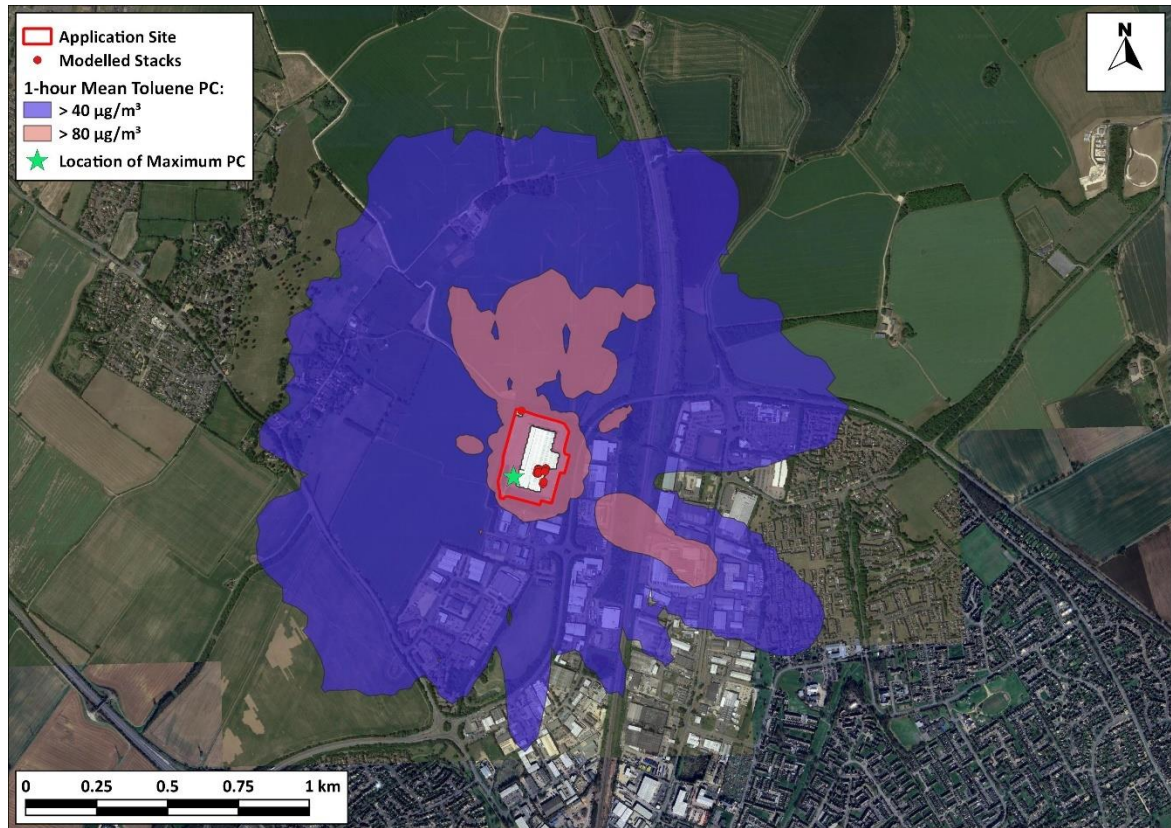 Application Site
Modelled Stacks
1-hour Mean Toluene PC:
> 40 µg/m³
> 80 µg/m³
Location of Maximum PC
N
0 0.25 0.5 0.75 1 km